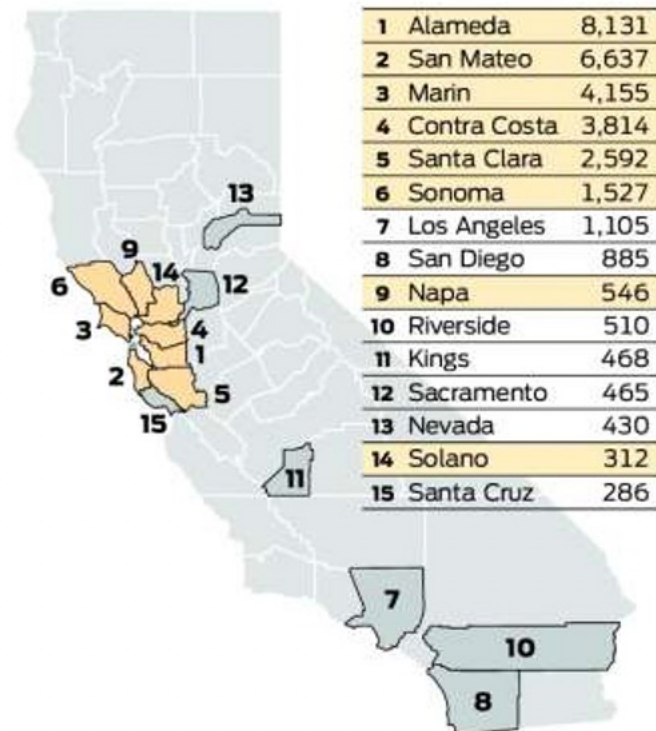 1 Alameda 8,131
2 San Mateo 6,637
3 Marin 4,155
4 Contra Costa 3,814
5 Santa Clara 2,592
6 Sonoma 1,527
7 Los Angeles 1,105
8 San Diego 885
9 Napa 546
10 Riverside 510
11 Kings 468
12 Sacramento 465
13 Nevada 430
14 Solano 312
15 Santa Cruz 286
13
9
14
6
12
3
4
1
2
5
15
11
7
10
8